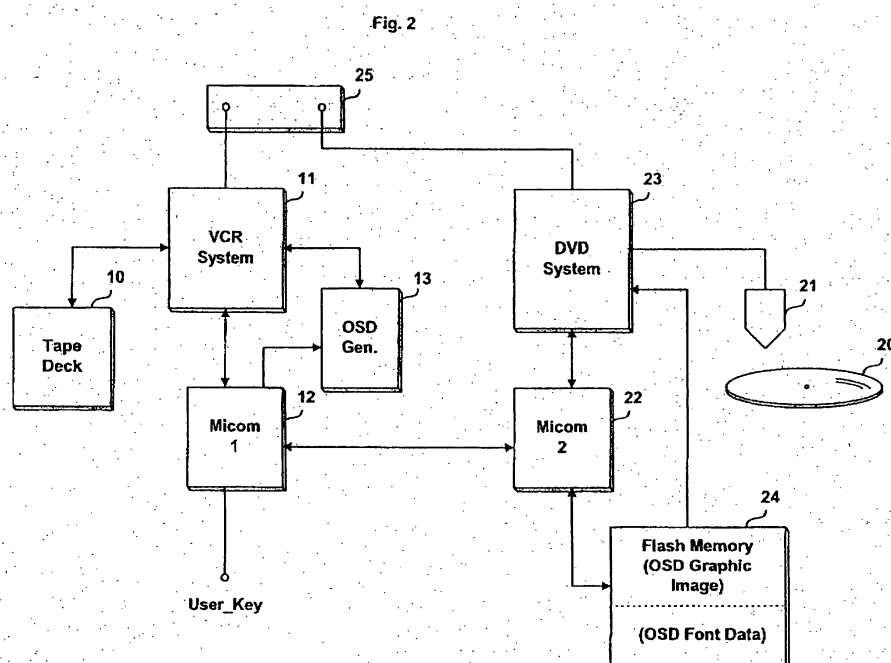 Fig. 2
25
11
VCR
System
23
DVD
System
10
Tape
Deck
13
OSD
Gen.
21
20
12
Micom
1
22
Micom
2
24
Flash Memory
(OSD Graphic
Image)
(OSD Font Data)
User_Key